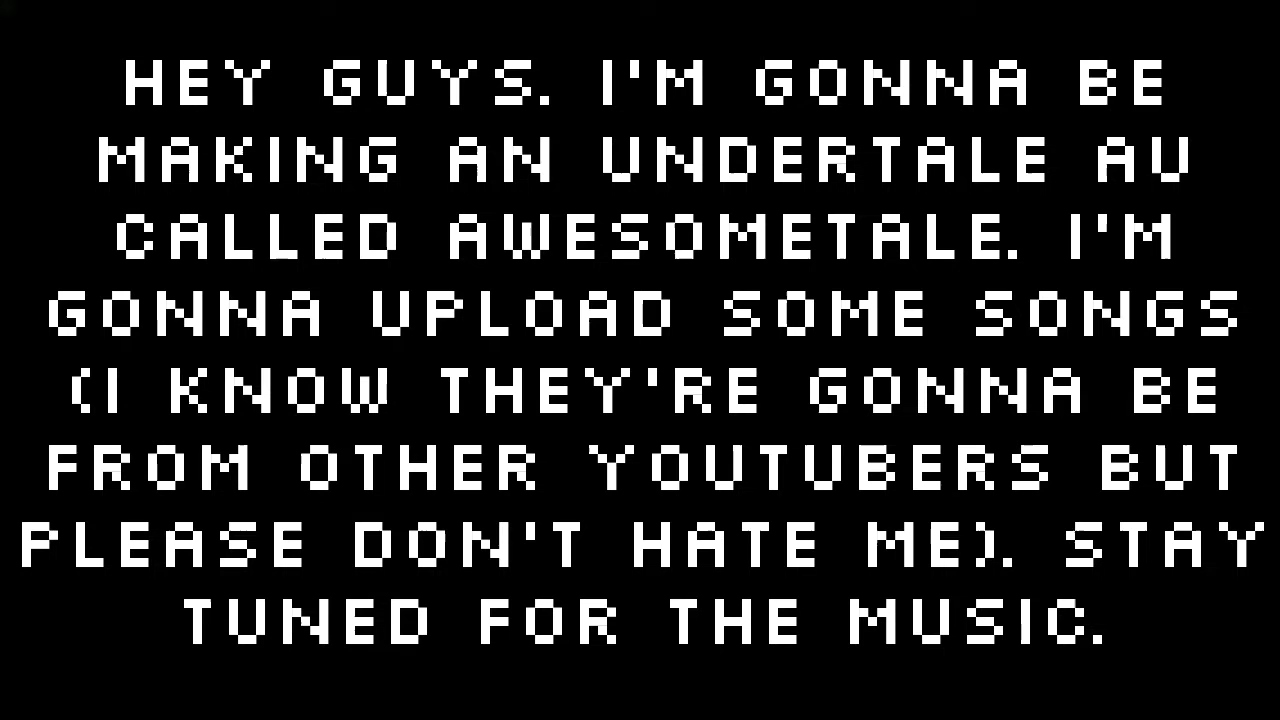 HEY GUYS. I'M GONNA BE
MAKING AN UNDERTALE AU
CALLED AWESOMETALE. I'M
GONNA UPLOAD SOME SONGS
(I KNOW THEY'RE GONNA BE
FROM OTHER YOUTUBERS BUT
PLEASE DON'T HATE ME). STAY
TUNED FOR THE MUSIC.